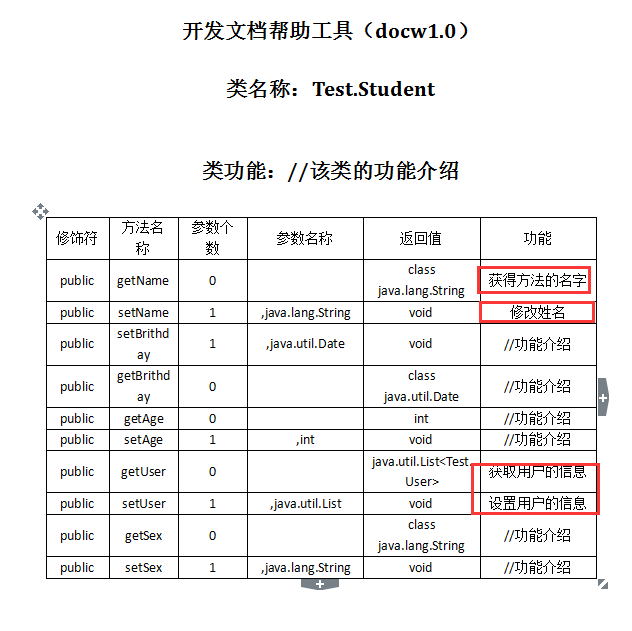 开发文档帮助工具（docw1.0）
类名称：Test.Student
类功能：//该类的功能介绍
修饰符 方法名称 参数个数 参数名称 返回值 功能
public getName 0 class java.lang.String 获得方法的名字
public setName 1 ,java.lang.String void 修改姓名
public setBrithday 1 ,java.util.Date void //功能介绍
public getBrithday 0 class java.util.Date //功能介绍
public getAge 0 int //功能介绍
public setAge 1 ,int void //功能介绍
public getUser 0 java.util.List<Test.User> 获取用户的信息
public setUser 1 ,java.util.List void 设置用户的信息
public getSex 0 class java.lang.String //功能介绍
public setSex 1 ,java.lang.String void //功能介绍